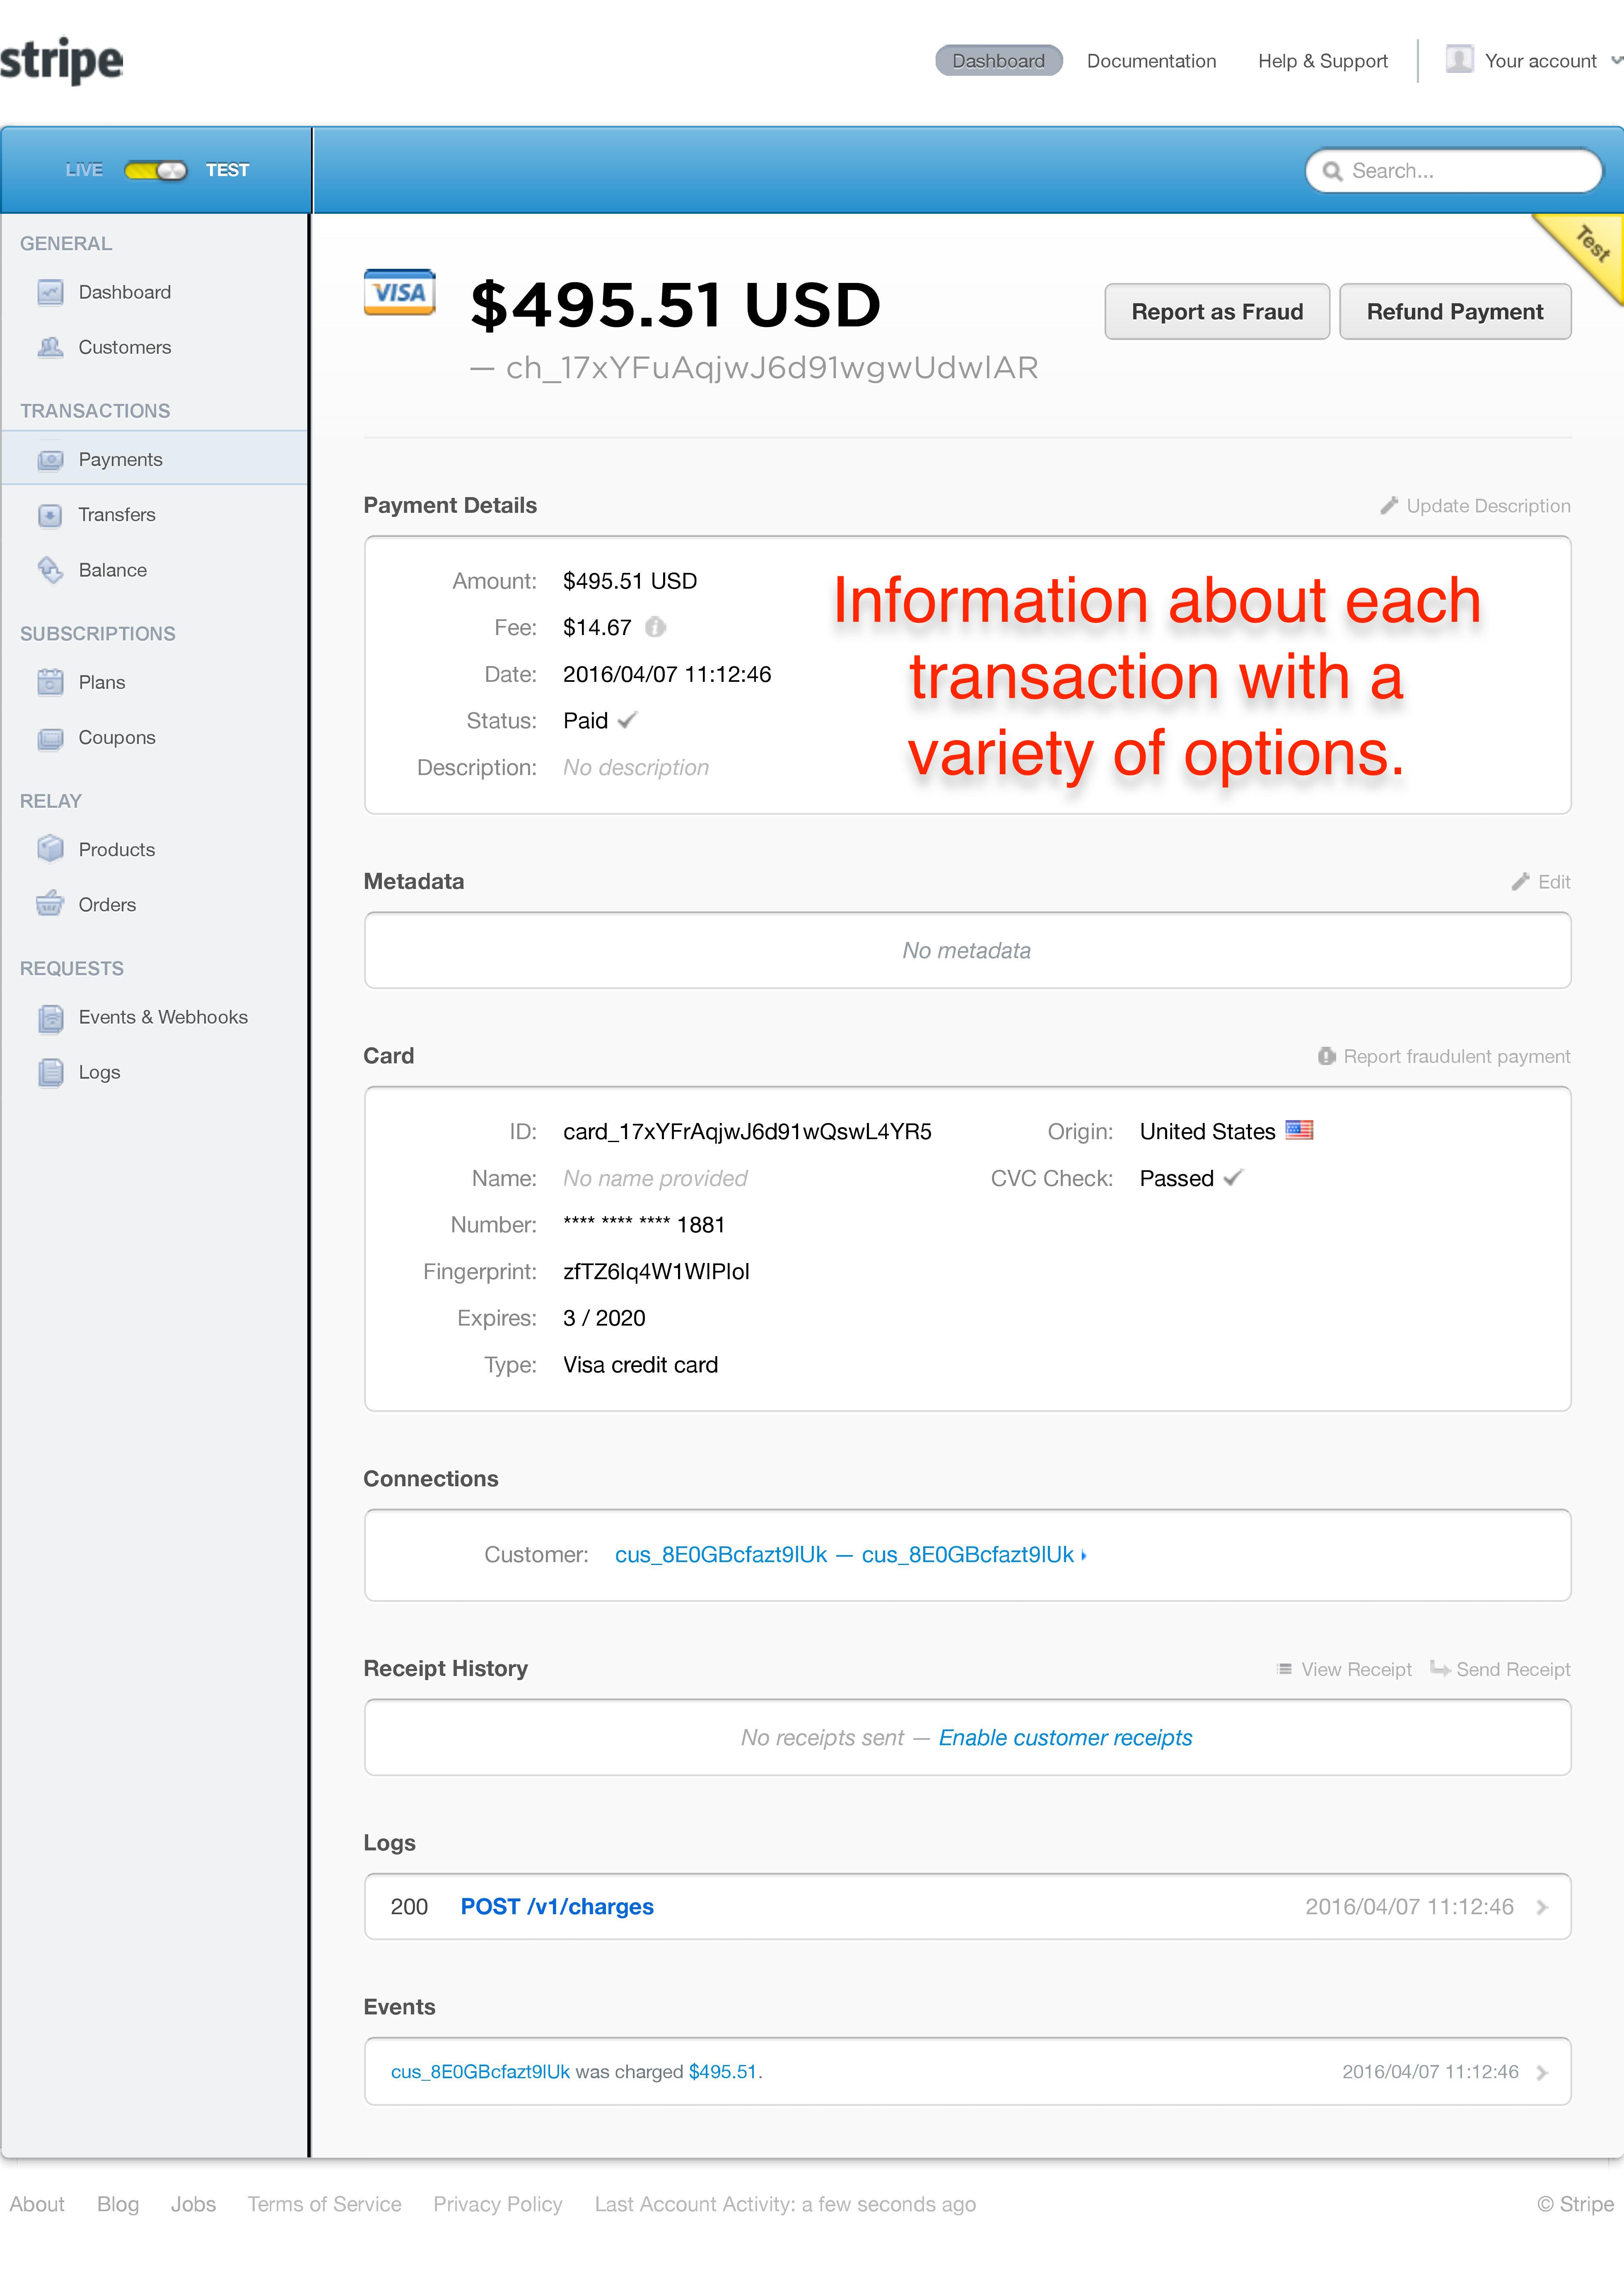 stripe
Dashboard Documentation Help & Support Your account
LIVE TEST
Search...
Test
GENERAL
Dashboard
Customers
TRANSACTIONS
Payments
Transfers
Balance
SUBSCRIPTIONS
Plans
Coupons
RELAY
Products
Orders
REQUESTS
Events & Webhooks
Logs
VISA
$495.51 USD
— ch_17xYFuAqjwJ6d91wgwUdwlAR
Report as Fraud Refund Payment
Payment Details Update Description
Amount: $495.51 USD
Fee: $14.67
Date: 2016/04/07 11:12:46
Status: Paid
Description: No description
Information about each
transaction with a
variety of options.
Metadata Edit
No metadata
Card Report fraudulent payment
ID: card_17xYFrAqjwJ6d91wQswL4YR5 Origin: United States
Name: No name provided CVC Check: Passed
Number: **** **** **** 1881
Fingerprint: zfTZ6lq4W1WlPlol
Expires: 3 / 2020
Type: Visa credit card
Connections
Customer: cus_8E0GBcfazt9lUk — cus_8E0GBcfazt9lUk
Receipt History View Receipt Send Receipt
No receipts sent — Enable customer receipts
Logs
200 POST /v1/charges 2016/04/07 11:12:46
Events
cus_8E0GBcfazt9lUk was charged $495.51. 2016/04/07 11:12:46
About Blog Jobs Terms of Service Privacy Policy Last Account Activity: a few seconds ago © Stripe